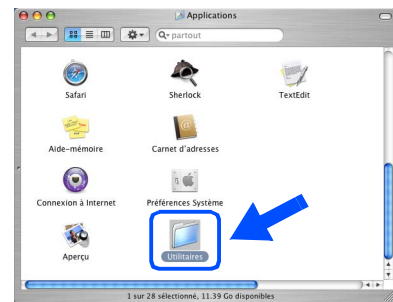 Applications
partout
Safari
Sherlock
TextEdit
Aide-mémoire
Carnet d'adresses
Connexion à Internet
Préférences Système
Aperçu
Utilitaires
1 sur 28 sélectionné, 11.39 Go disponibles